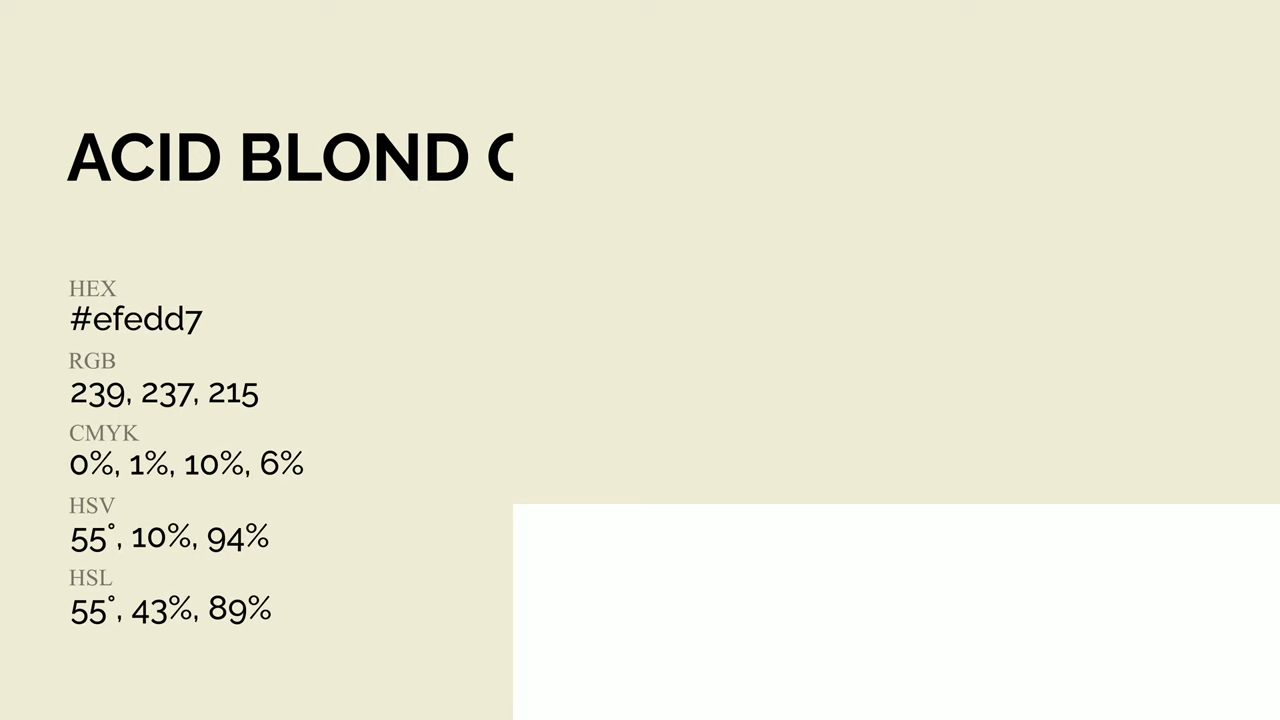 ACID BLOND
HEX
#efedd7
RGB
239, 237, 215
CMYK
0%, 1%, 10%, 6%
HSV
55°, 10%, 94%
HSL
55°, 43%, 89%